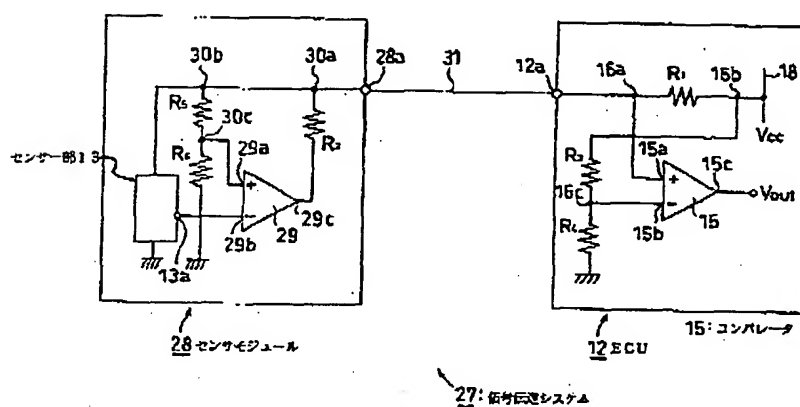 30b
30a
28a
31
12a
16a
R₁
16b
18
R₅
30c
R₂
Vcc
R₆
29a
R₃
15a
15c
センサー部13
+
+
Vout
29c
16c
−
−
29b
29
15b
15
R₄
13a
28 センサモジュール
12 ECU
15:コンパレータ
27:信号伝達システム